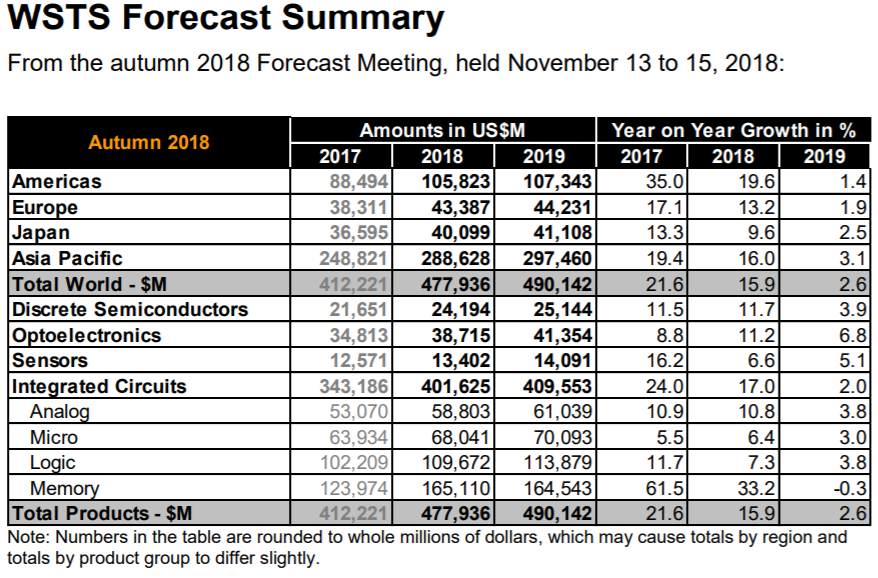 WSTS Forecast Summary
From the autumn 2018 Forecast Meeting, held November 13 to 15, 2018:
Autumn 2018 Amounts in US$M Year on Year Growth in %
2017 2018 2019 2017 2018 2019
Americas 88,494 105,823 107,343 35.0 19.6 1.4
Europe 38,311 43,387 44,231 17.1 13.2 1.9
Japan 36,595 40,099 41,108 13.3 9.6 2.5
Asia Pacific 248,821 288,628 297,460 19.4 16.0 3.1
Total World - $M 412,221 477,936 490,142 21.6 15.9 2.6
Discrete Semiconductors 21,651 24,194 25,144 11.5 11.7 3.9
Optoelectronics 34,813 38,715 41,354 8.8 11.2 6.8
Sensors 12,571 13,402 14,091 16.2 6.6 5.1
Integrated Circuits 343,186 401,625 409,553 24.0 17.0 2.0
Analog 53,070 58,803 61,039 10.9 10.8 3.8
Micro 63,934 68,041 70,093 5.5 6.4 3.0
Logic 102,209 109,672 113,879 11.7 7.3 3.8
Memory 123,974 165,110 164,543 61.5 33.2 -0.3
Total Products - $M 412,221 477,936 490,142 21.6 15.9 2.6
Note: Numbers in the table are rounded to whole millions of dollars, which may cause totals by region and
totals by product group to differ slightly.